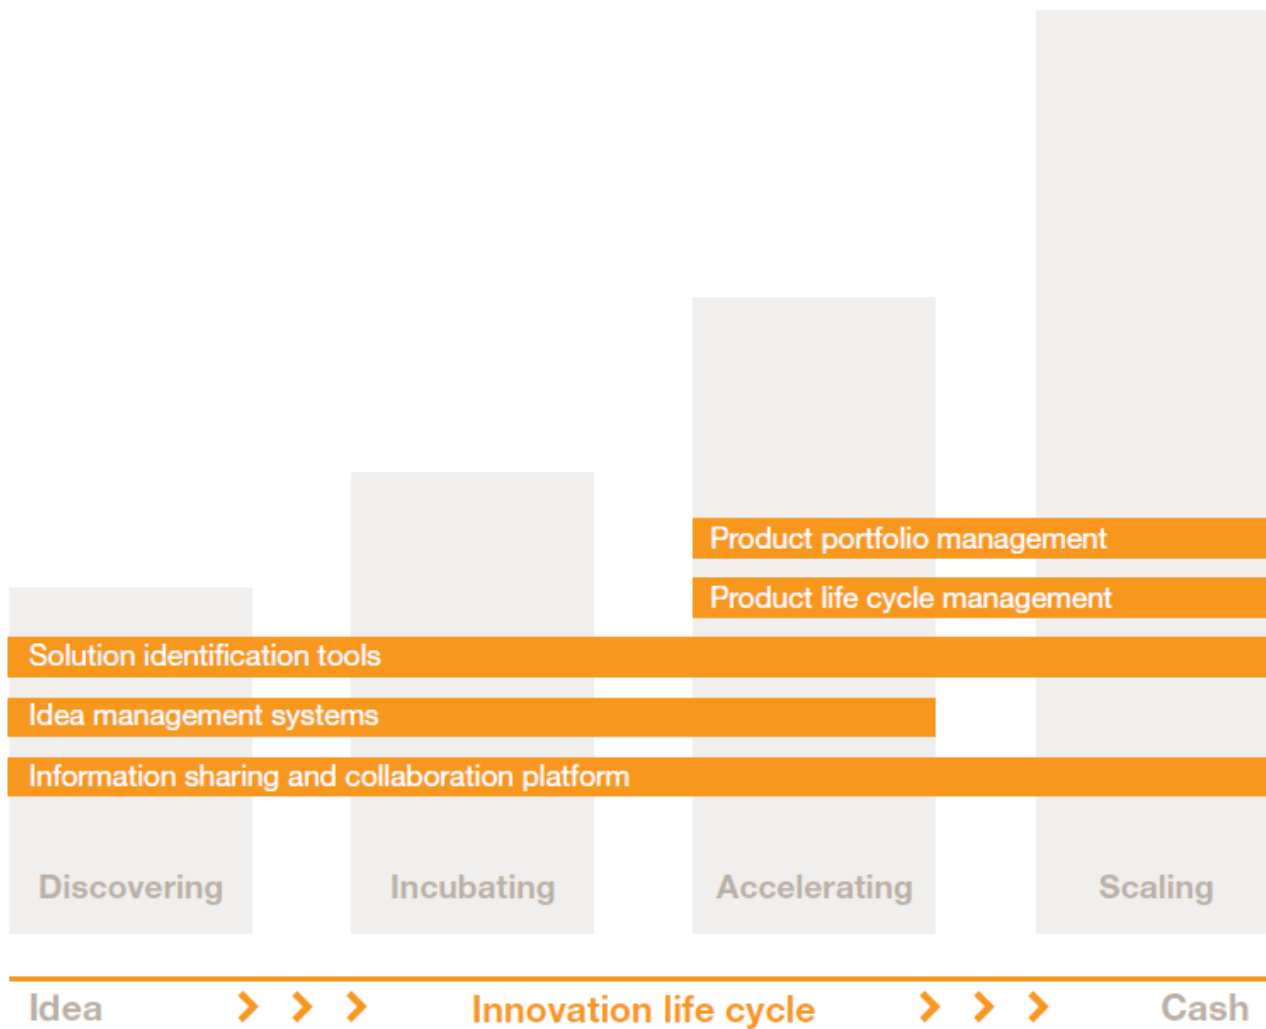 Product portfolio management
Product life cycle management
Solution identification tools
Idea management systems
Information sharing and collaboration platform
Discovering Incubating Accelerating Scaling
Idea > > > Innovation life cycle > > > Cash